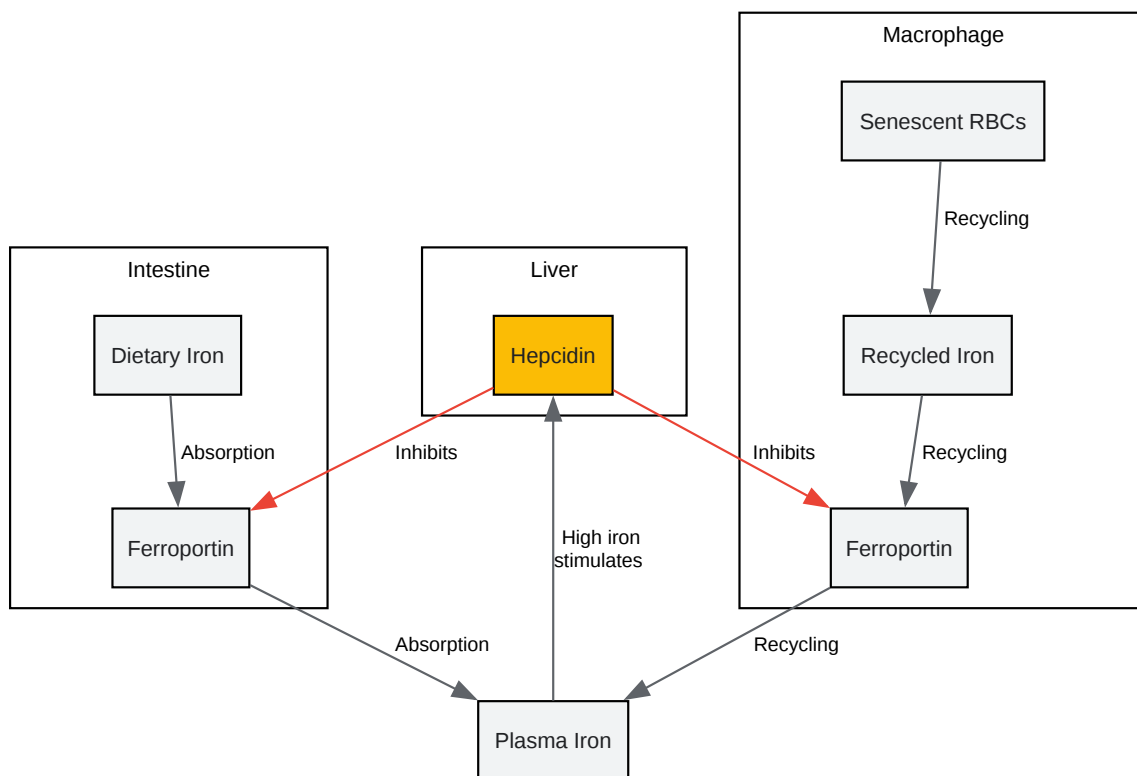 Macrophage
Senescent RBCs
Recycling
Intestine
Liver
Dietary Iron
Hepcidin
Recycled Iron
Absorption
Inhibits
Inhibits
Recycling
Ferroportin
High iron
stimulates
Ferroportin
Absorption
Recycling
Plasma Iron